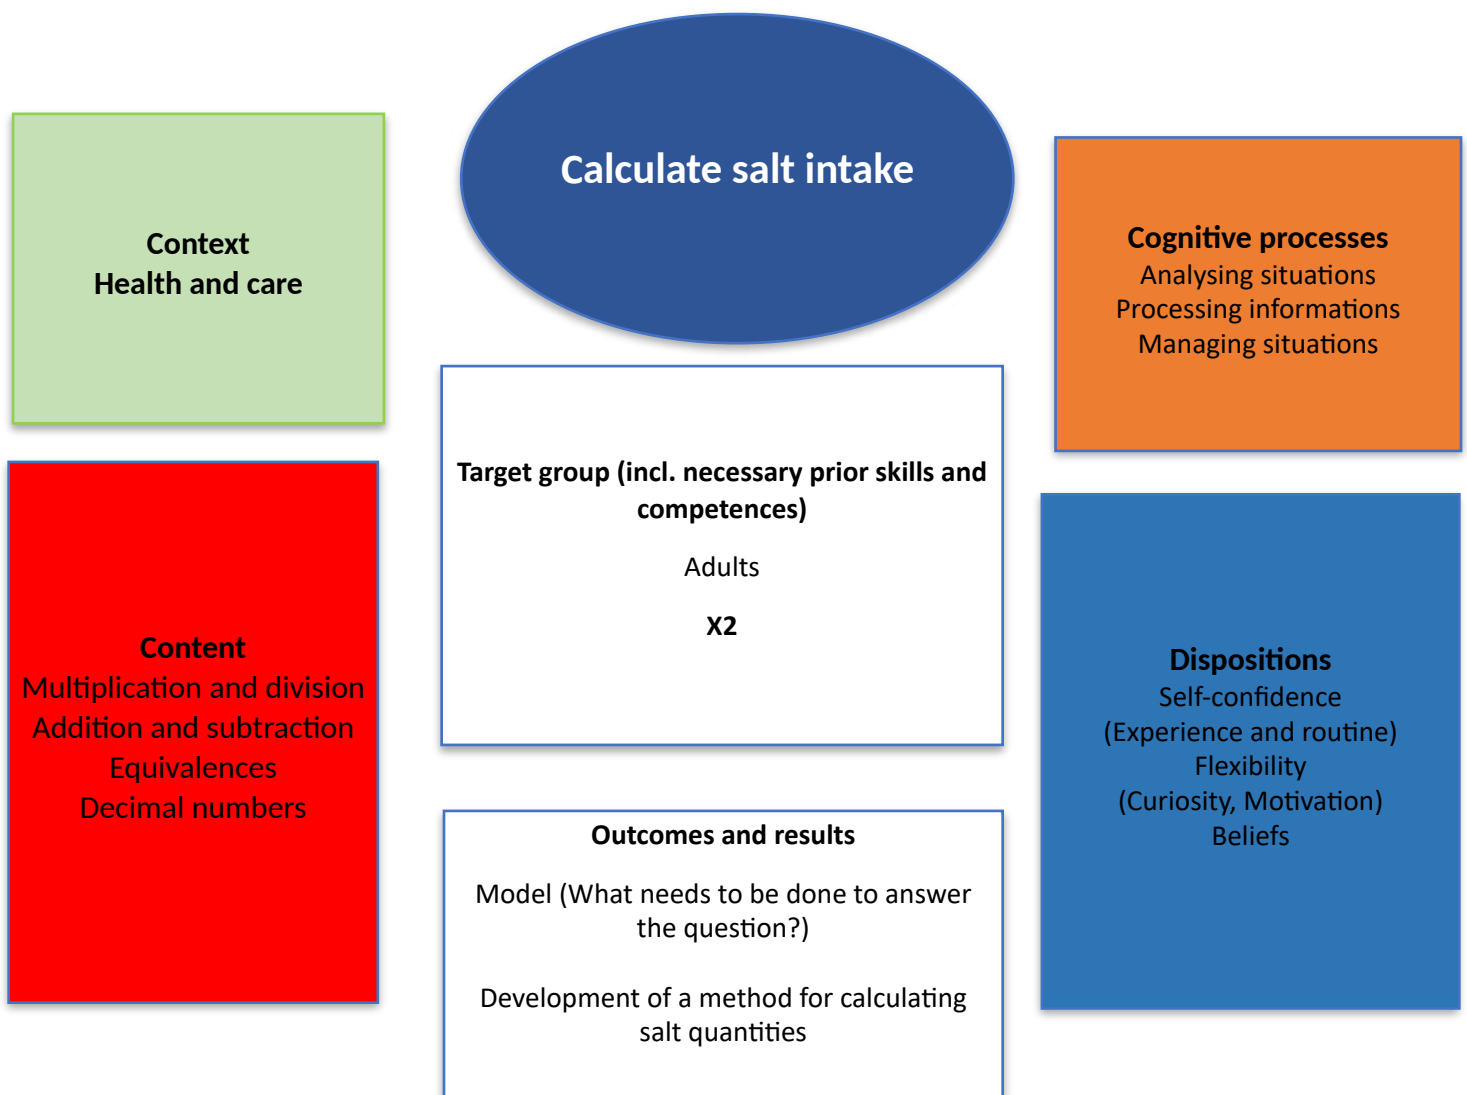 Calculate salt intake
Context
Health and care
Cognitive processes
Analysing situations
Processing informations
Managing situations
Target group (incl. necessary prior skills and
competences)
Adults
X2
Content
Multiplication and division
Addition and subtraction
Equivalences
Decimal numbers
Dispositions
Self-confidence
(Experience and routine)
Flexibility
(Curiosity, Motivation)
Beliefs
Outcomes and results
Model (What needs to be done to answer
the question?)
Development of a method for calculating
salt quantities